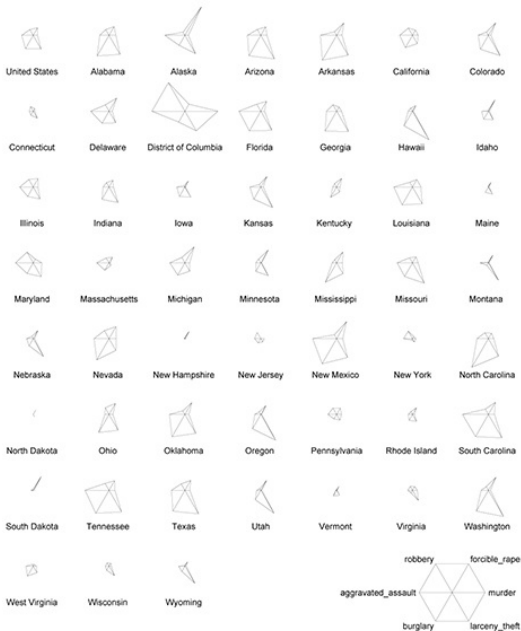 United States Alabama Alaska Arizona Arkansas California Colorado
Connecticut Delaware District of Columbia Florida Georgia Hawaii Idaho
Illinois Indiana Iowa Kansas Kentucky Louisiana Maine
Maryland Massachusetts Michigan Minnesota Mississippi Missouri Montana
Nebraska Nevada New Hampshire New Jersey New Mexico New York North Carolina
North Dakota Ohio Oklahoma Oregon Pennsylvania Rhode Island South Carolina
South Dakota Tennessee Texas Utah Vermont Virginia Washington
West Virginia Wisconsin Wyoming
robbery forcible_rape
aggravated_assault murder
burglary larceny_theft